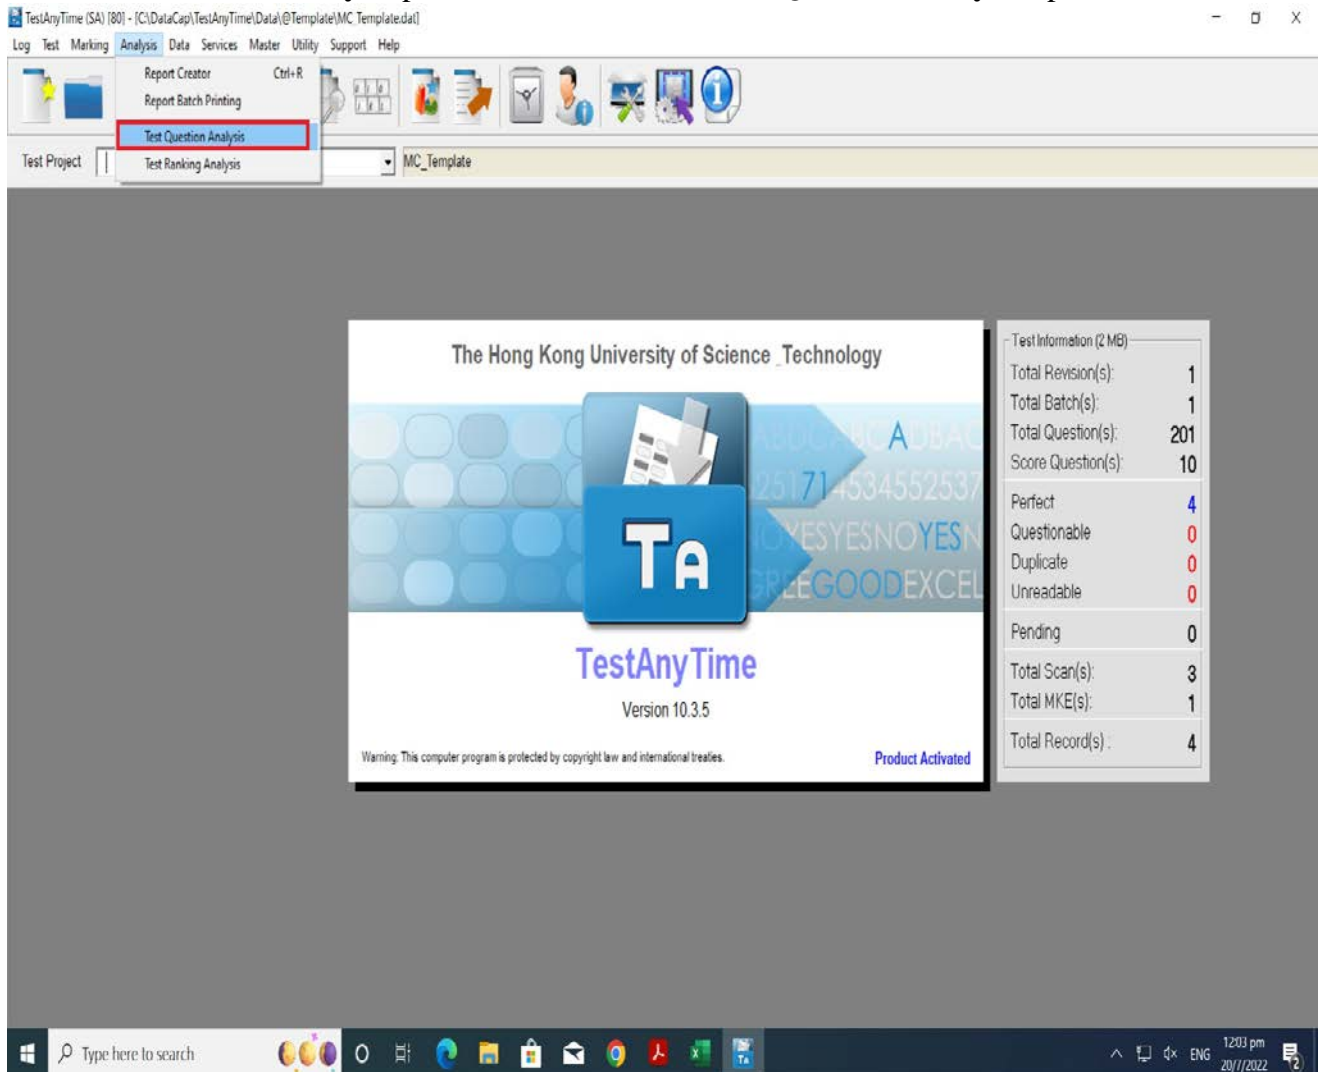 TestAnyTime (SA) [80] - [C:\DataCap\TestAnyTime\Data\@Template\MC Template.dat]
Log Test Marking Analysis Data Services Master Utility Support Help
Report Creator Ctrl+R
Report Batch Printing
Test Question Analysis
Test Ranking Analysis
Test Project
MC_Template
The Hong Kong University of Science _Technology
TA
TestAnyTime
Version 10.3.5
Warning: This computer program is protected by copyright law and international treaties.
Product Activated
Test Information (2 MB)
Total Revision(s): 1
Total Batch(s): 1
Total Question(s): 201
Score Question(s): 10
Perfect 4
Questionable 0
Duplicate 0
Unreadable 0
Pending 0
Total Scan(s): 3
Total MKE(s): 1
Total Record(s) : 4
Type here to search
ENG
12:03 pm
20/7/2022
2